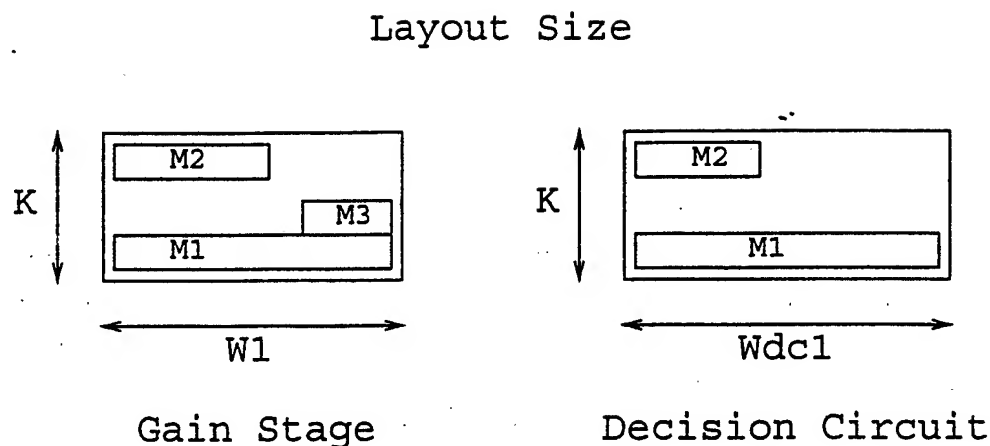 Layout Size
M2
K
M3
M1
W1
Gain Stage
M2
K
M1
Wdc1
Decision Circuit